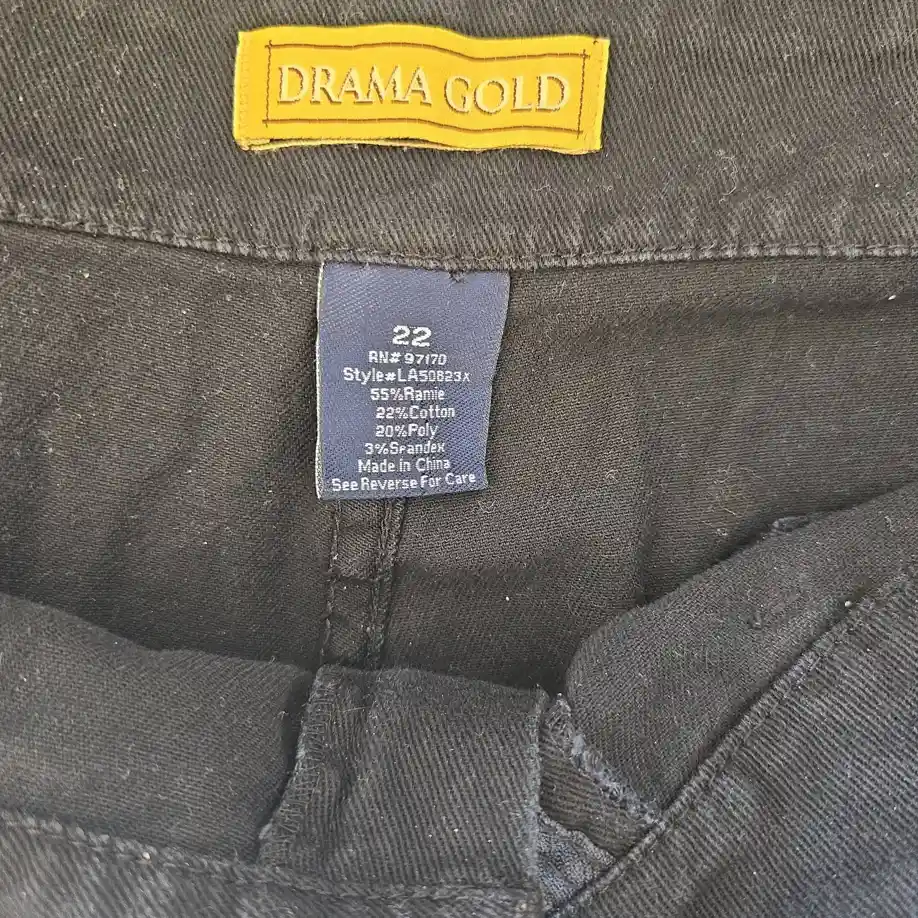 DRAMA GOLD
22
RN# 97170
Style#LA50823X
55%Ramie
22%Cotton
20%Poly
3%Spandex
Made in China
See Reverse For Care